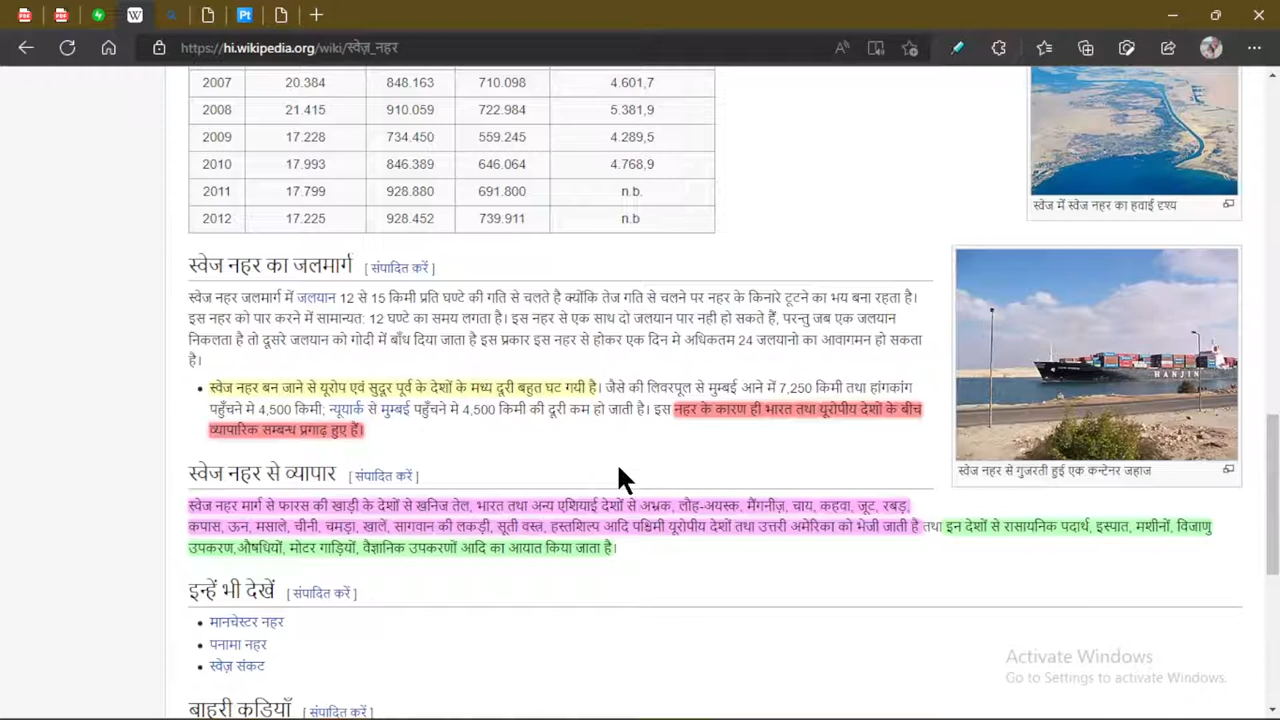 Pt
https://hi.wikipedia.org/wiki/स्वेज़_नहर
2007 20.384 848.163 710.098 4.601,7
2008 21.415 910.059 722.984 5.381,9
2009 17.228 734.450 559.245 4.289,5
2010 17.993 846.389 646.064 4.768,9
2011 17.799 928.880 691.800 n.b.
2012 17.225 928.452 739.911 n.b
स्वेज में स्वेज नहर का हवाई दृश्य
स्वेज नहर का जलमार्ग [ संपादित करें ]
स्वेज नहर जलमार्ग में जलयान 12 से 15 किमी प्रति घण्टे की गति से चलते है क्योंकि तेज गति से चलने पर नहर के किनारे टूटने का भय बना रहता है।
इस नहर को पार करने में सामान्यत: 12 घण्टे का समय लगता है। इस नहर से एक साथ दो जलयान पार नही हो सकते हैं, परन्तु जब एक जलयान
निकलता है तो दूसरे जलयान को गोदी में बाँध दिया जाता है इस प्रकार इस नहर से होकर एक दिन मे अधिकतम 24 जलयानो का आवागमन हो सकता
है।
स्वेज नहर बन जाने से यूरोप एवं सुदूर पूर्व के देशों के मध्य दूरी बहुत घट गयी है। जैसे की लिवरपूल से मुम्बई आने में 7,250 किमी तथा हांगकांग
पहुँचने मे 4,500 किमी; न्यूयार्क से मुम्बई पहुँचने मे 4,500 किमी की दूरी कम हो जाती है। इस नहर के कारण ही भारत तथा यूरोपीय देशों के बीच
व्यापारिक सम्बन्ध प्रगाढ़ हुए हैं।
HANJIN
स्वेज नहर से गुजरती हुई एक कन्टेनर जहाज
स्वेज नहर से व्यापार [ संपादित करें ]
स्वेज नहर मार्ग से फारस की खाड़ी के देशों से खनिज तेल, भारत तथा अन्य एशियाई देशों से अभ्रक, लौह-अयस्क, मैंगनीज़, चाय, कहवा, जूट, रबड़,
कपास, ऊन, मसाले, चीनी, चमड़ा, खालें, सागवान की लकड़ी, सूती वस्त्र, हस्तशिल्प आदि पश्चिमी यूरोपीय देशों तथा उत्तरी अमेरिका को भेजी जाती है तथा इन देशों से रासायनिक पदार्थ, इस्पात, मशीनों, विजाणु
उपकरण,औषधियों, मोटर गाड़ियों, वैज्ञानिक उपकरणों आदि का आयात किया जाता है।
इन्हें भी देखें [ संपादित करें ]
मानचेस्टर नहर
पनामा नहर
स्वेज़ संकट
Activate Windows
Go to Settings to activate Windows.
बाहरी कड़ियाँ [ संपादित करें ]